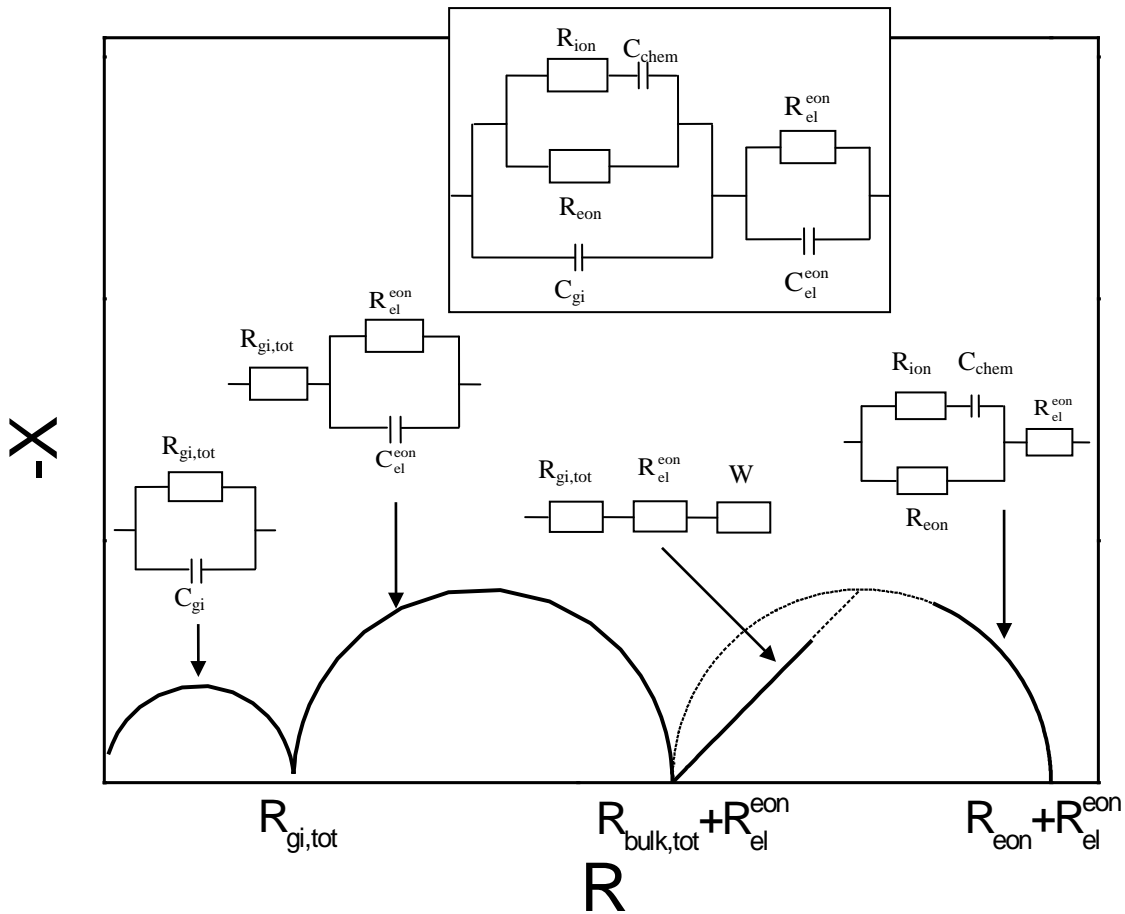 R_ion
C_chem
R_eon
C_gi
R_el^eon
C_el^eon
R_el^eon
R_gi,tot
C_el^eon
R_gi,tot
C_gi
R_gi,tot
R_el^eon
W
R_ion
C_chem
R_el^eon
R_eon
-X
R_gi,tot
R_bulk,tot+R_el^eon
R_eon+R_el^eon
R